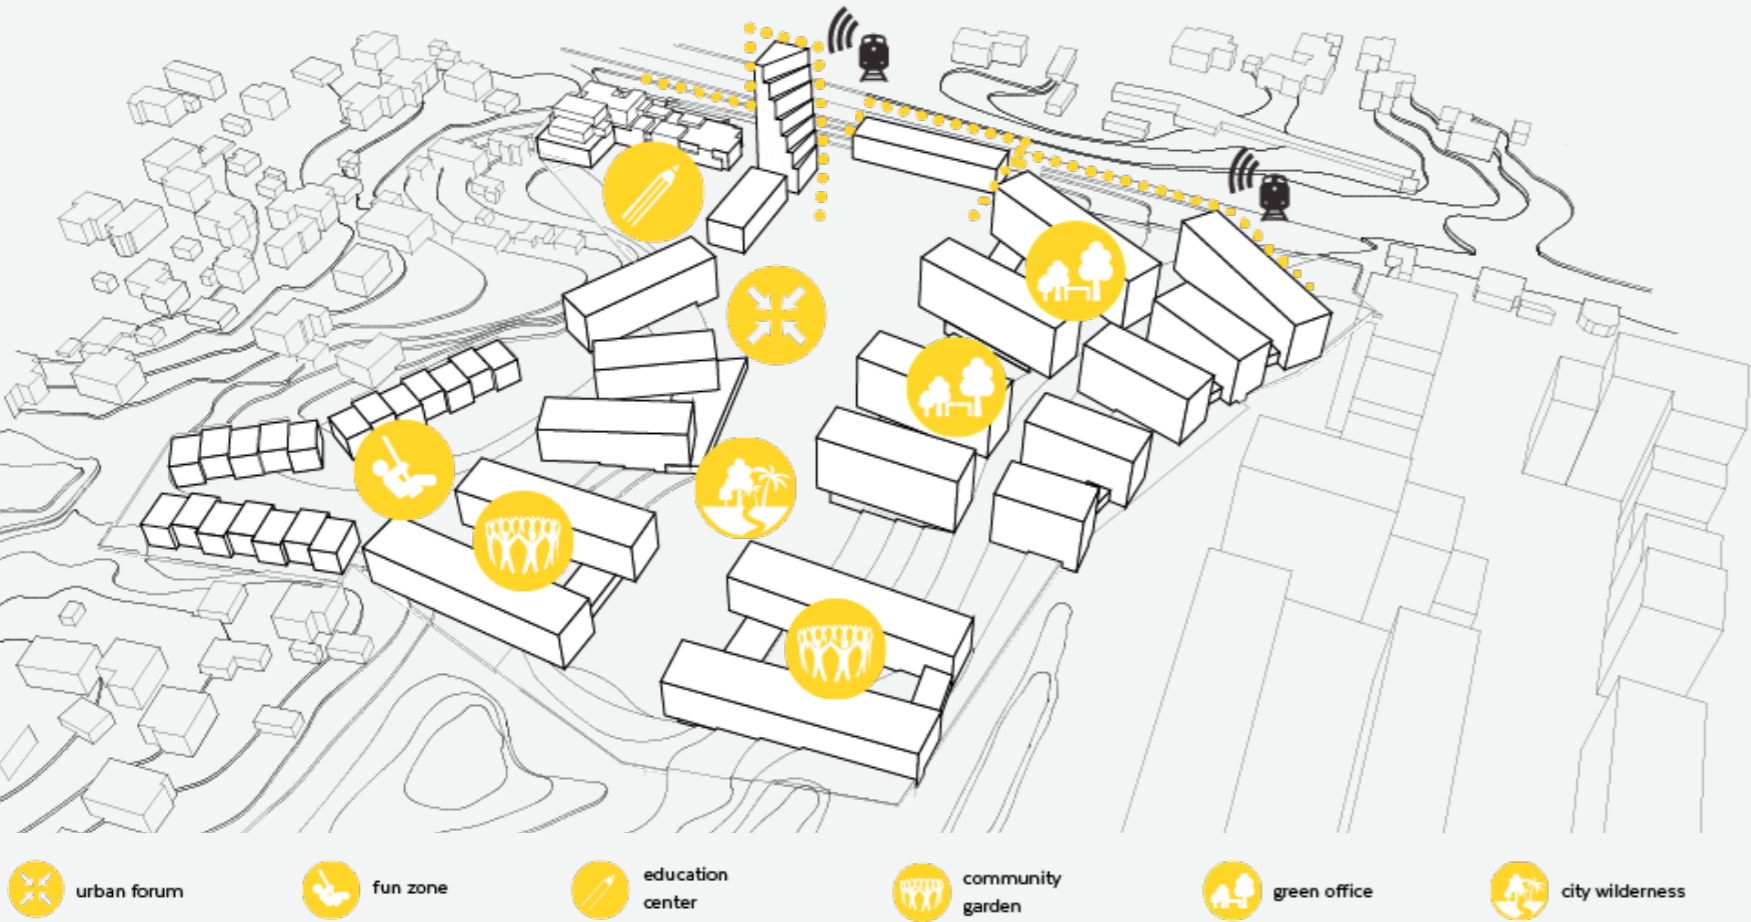 urban forum
fun zone
education
center
community
garden
green office
city wilderness